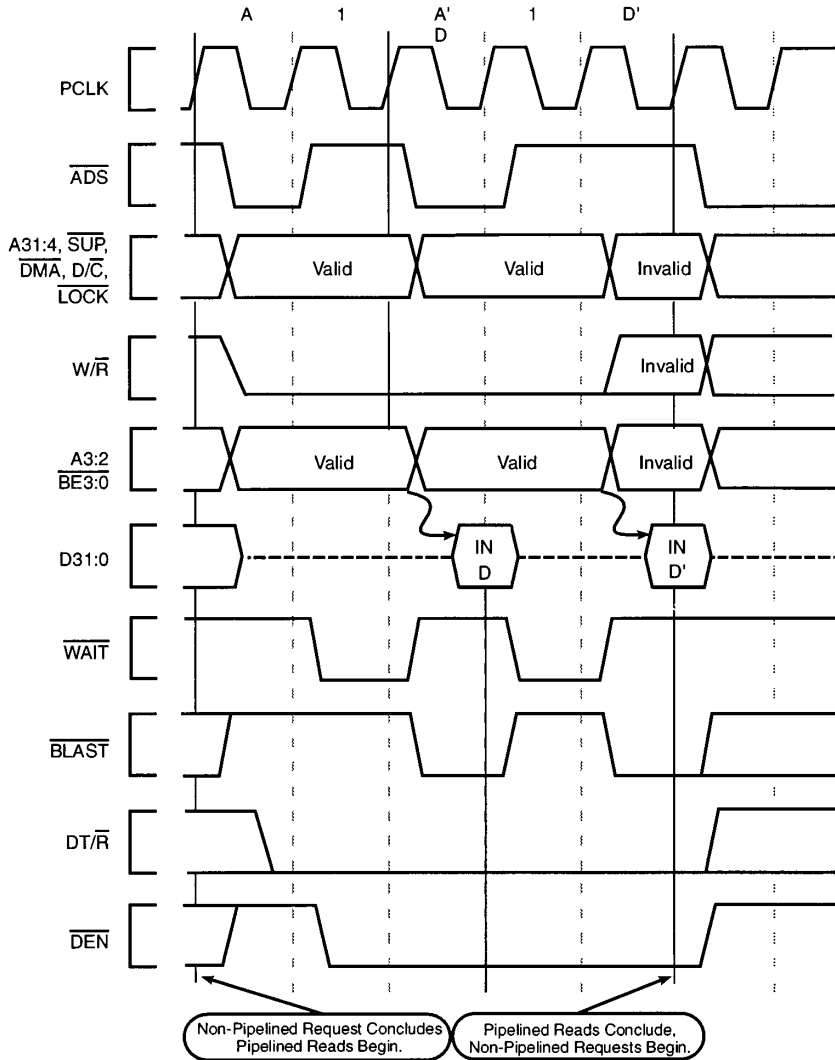 A 1 A' 1 D'
D
PCLK
ADS
A31:4, SUP,
DMA, D/C,
LOCK
Valid Valid Invalid
W/R
Invalid
A3:2
BE3:0
Valid Valid Invalid
D31:0
IN
D
IN
D'
WAIT
BLAST
DT/R
DEN
Non-Pipelined Request Concludes
Pipelined Reads Begin.
Pipelined Reads Conclude,
Non-Pipelined Requests Begin.